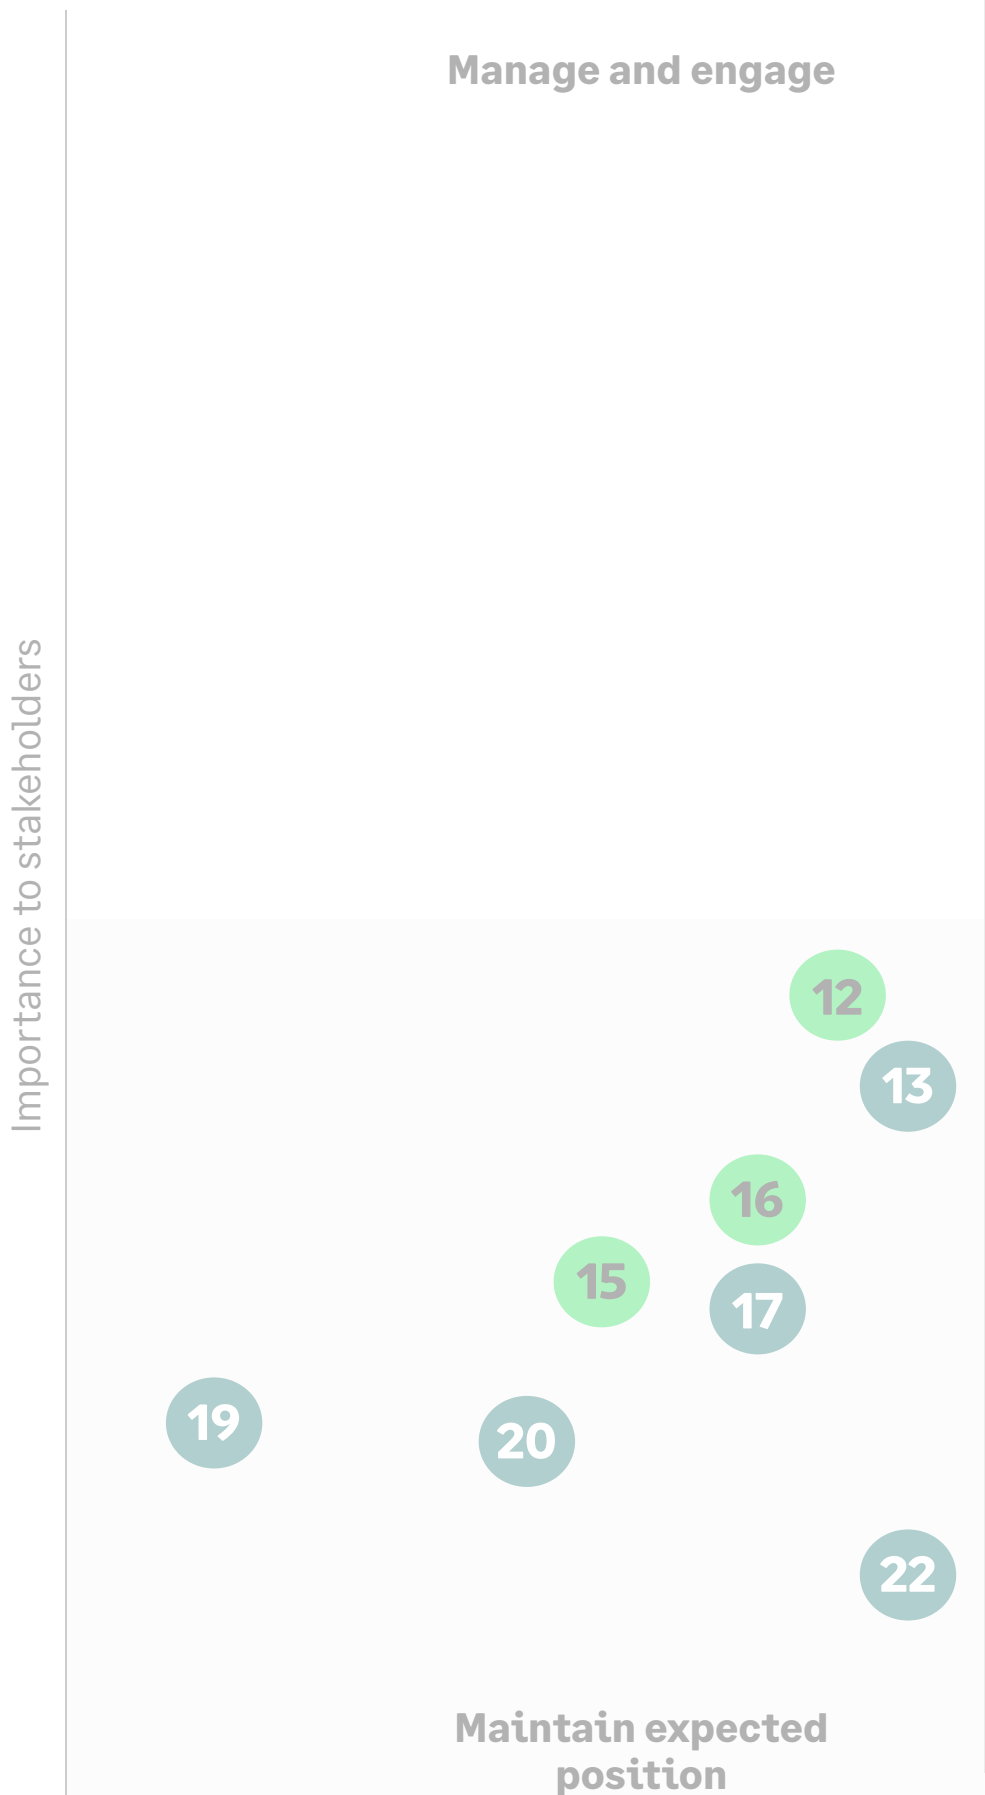 Manage and engage
Importance to stakeholders
12
13
16
15
17
19
20
22
Maintain expected
position